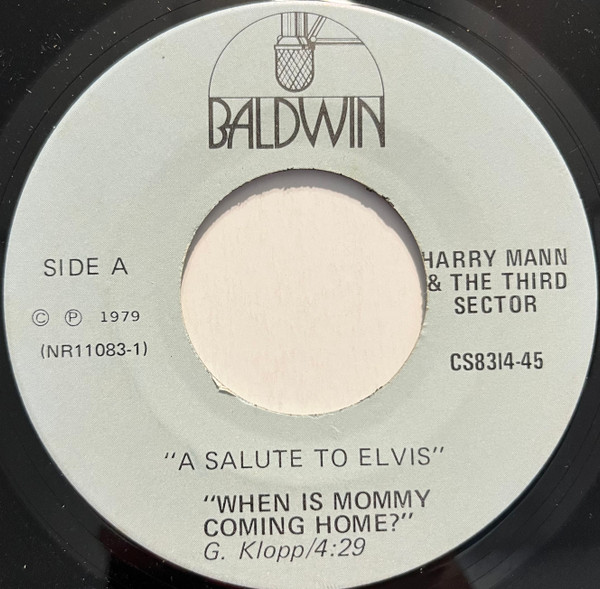 BALDWIN
SIDE A
© ℗ 1979
(NR11083-1)
HARRY MANN
& THE THIRD
SECTOR
CS8314-45
"A SALUTE TO ELVIS"
"WHEN IS MOMMY
COMING HOME?"
G. Klopp/4:29